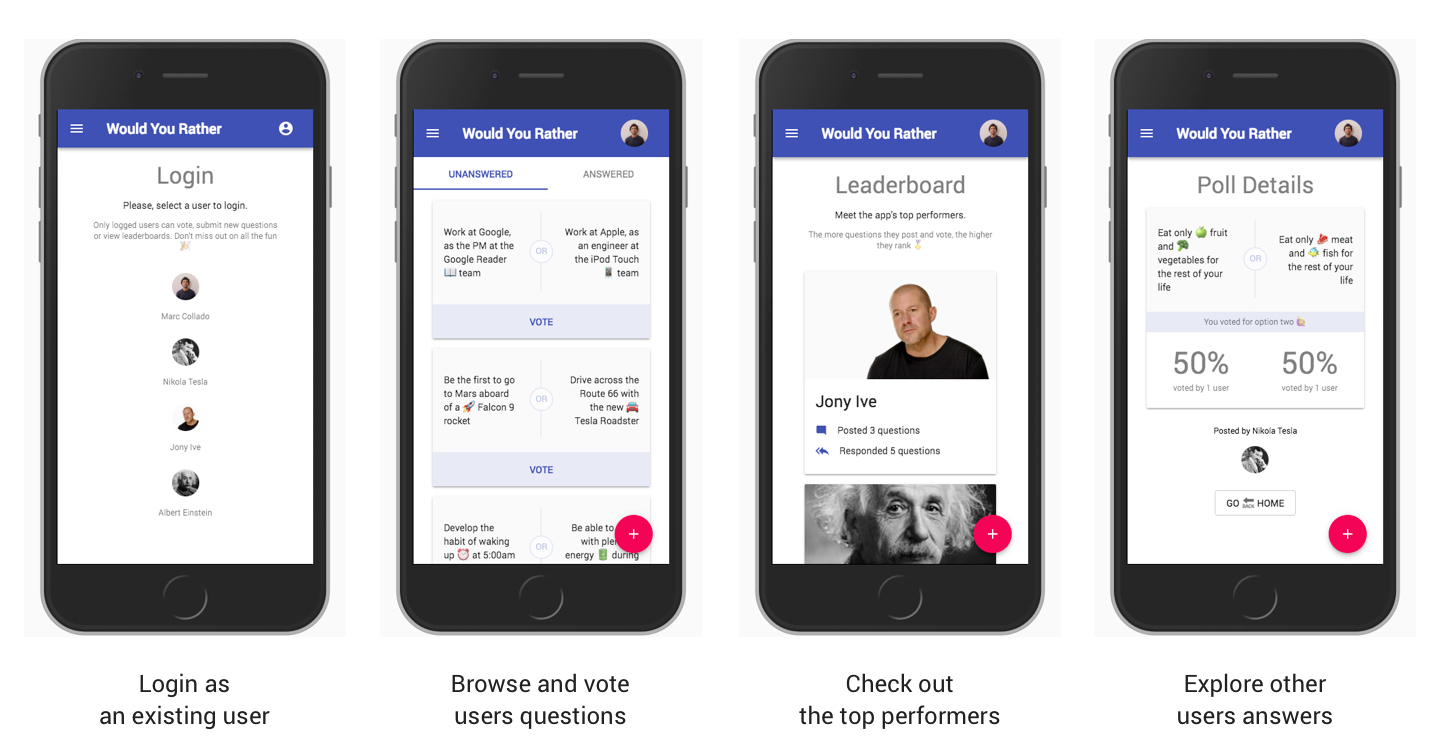 Would You Rather
Login
Please, select a user to login.
Only logged users can vote, submit new questions
or view leaderboards. Don't miss out on all the fun
🎉
Marc Collado
Nikola Tesla
Jony Ive
Albert Einstein
Login as
an existing user
Would You Rather
UNANSWERED
ANSWERED
Work at Google,
as the PM at the
Google Reader
📖 team
OR
Work at Apple, as
an engineer at
the iPod Touch
📱 team
VOTE
Be the first to go
to Mars aboard
of a 🚀 Falcon 9
rocket
OR
Drive across the
Route 66 with
the new 🚘
Tesla Roadster
VOTE
Develop the
habit of waking
up ⏰ at 5:00am
OR
Be able to
with
energy 🔋 during
+
Browse and vote
users questions
Would You Rather
Leaderboard
Meet the app's top performers.
The more questions they post and vote, the higher
they rank 🏅
Jony Ive
Posted 3 questions
Responded 5 questions
+
Check out
the top performers
Would You Rather
Poll Details
Eat only 🍏 fruit
and 🥦
vegetables for
the rest of your
life
OR
Eat only 🥩 meat
and 🐠 fish for
the rest of your
life
You voted for option two 🙋
50%
voted by 1 user
50%
voted by 1 user
Posted by Nikola Tesla
GO 🔙 HOME
+
Explore other
users answers